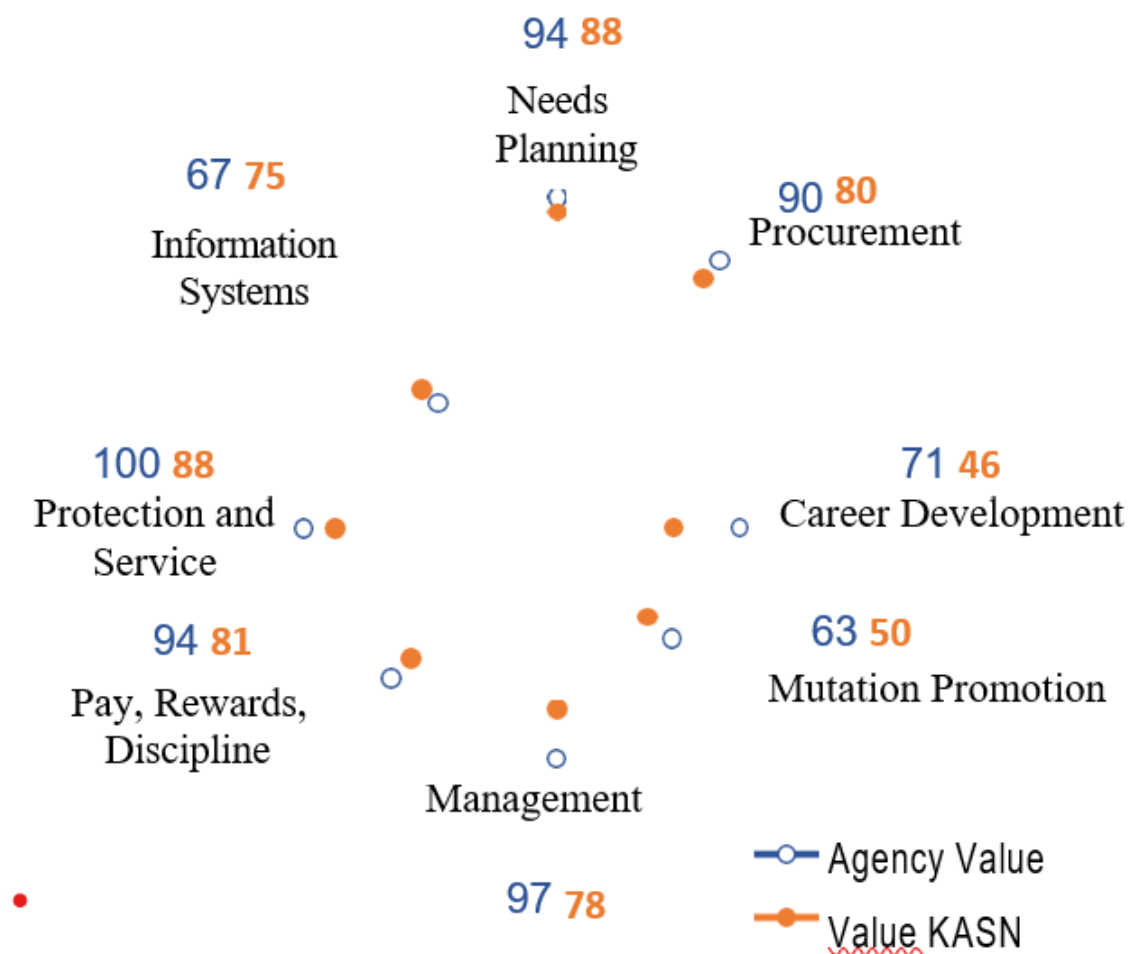 94 88
Needs
Planning
67 75
Information
Systems
90 80
Procurement
100 88
Protection and
Service
71 46
Career Development
94 81
Pay, Rewards,
Discipline
63 50
Mutation Promotion
Management
97 78
Agency Value
Value KASN